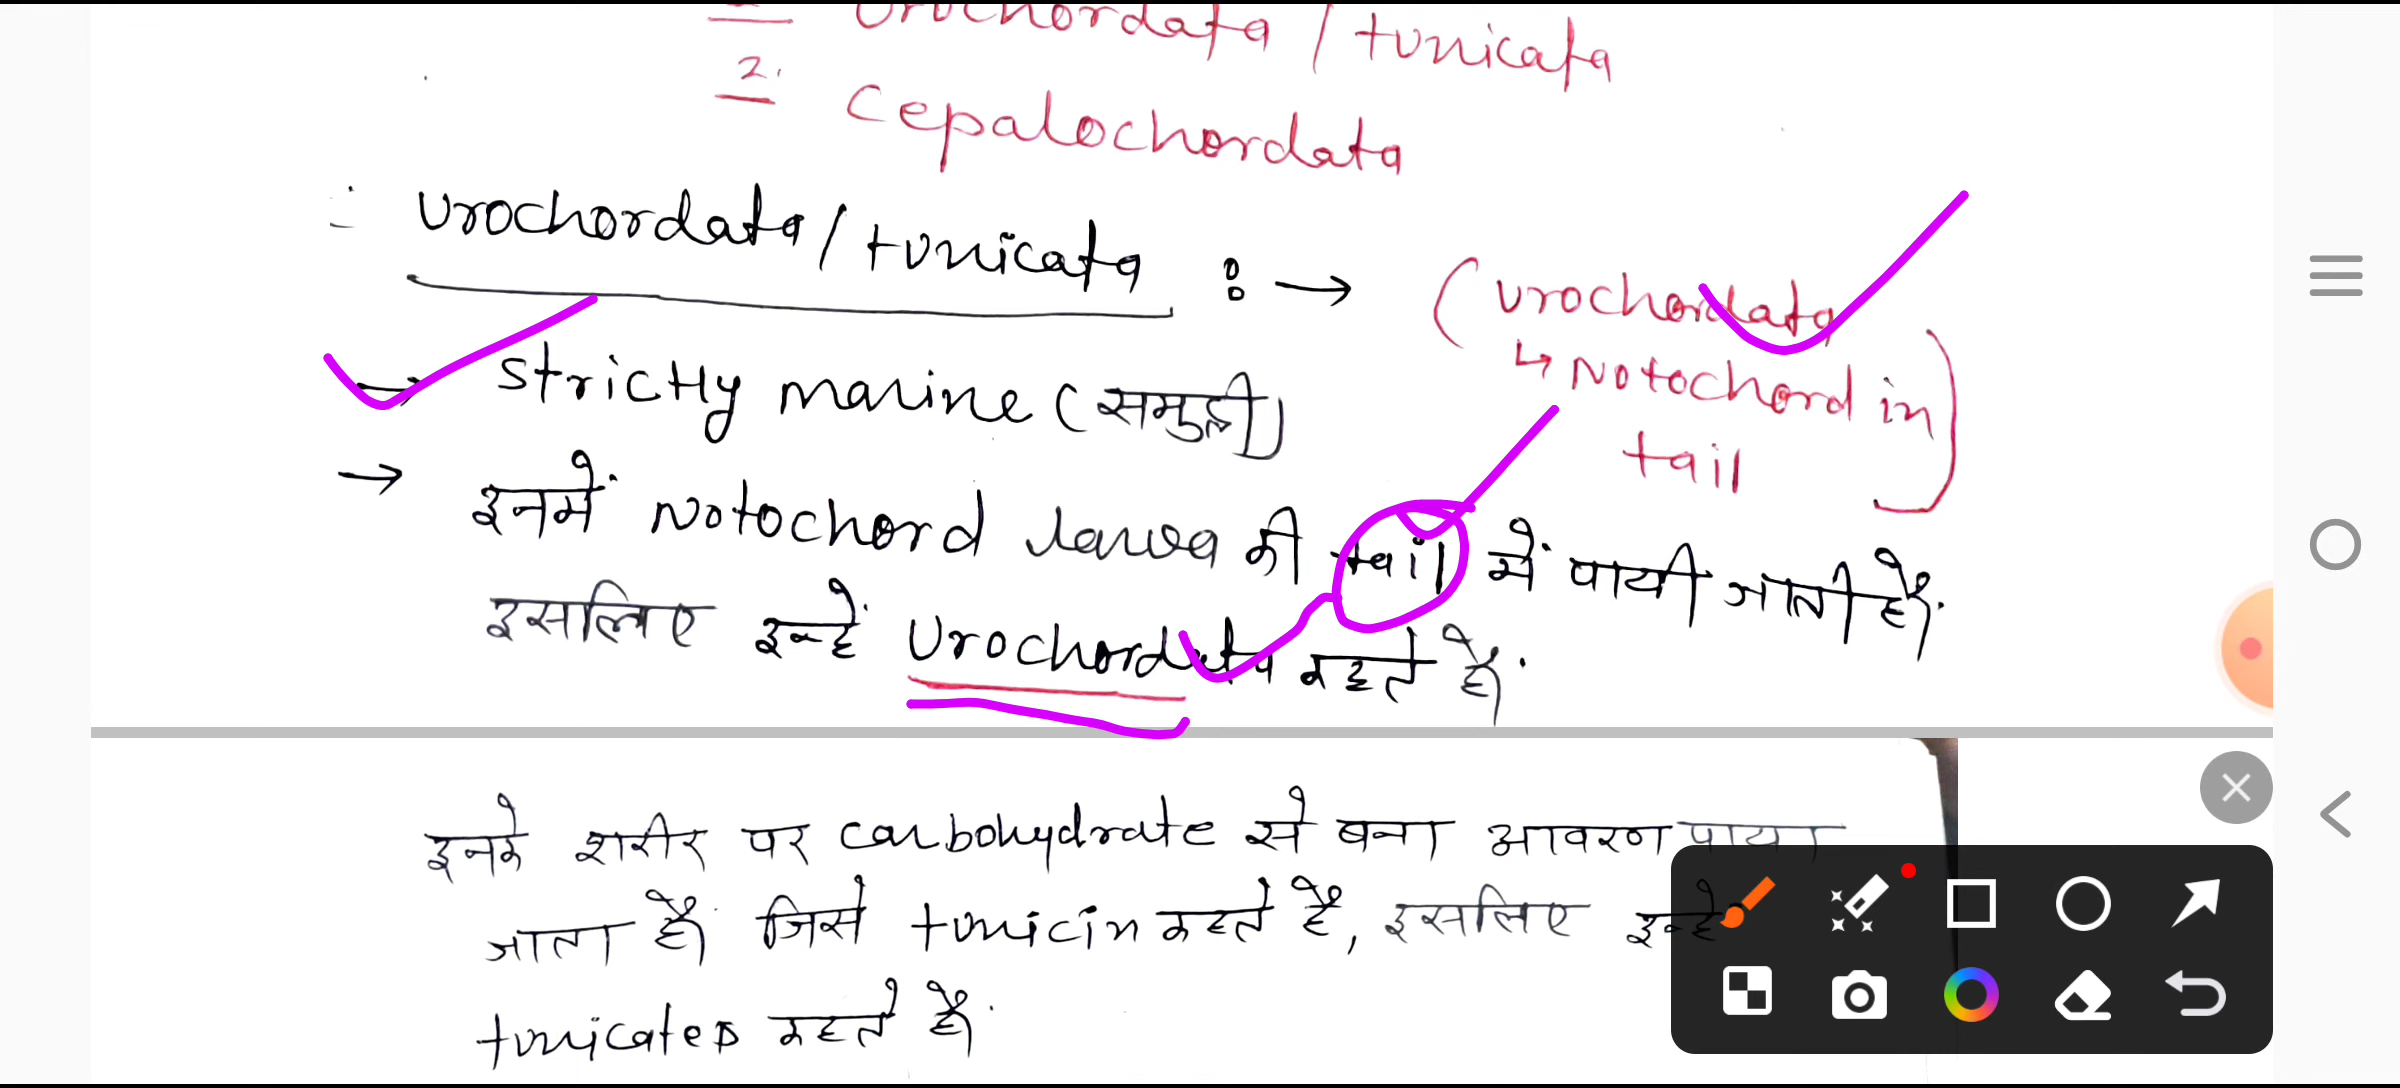 1. Urochordata / tunicata
2. Cepalochordata
Urochordata / tunicata :→ (Urochordata
→ strictly marine (समुद्री) ↳ Notochord in
tail)
→ इनमें Notochord larva की tail में पायी जाती है।
इसलिए इन्हे Urochordata कहते है।
इनके शरीर पर carbohydrate से बना आवरण पाया
जाता है। जिसे tunicin कहते है, इसलिए इन्हे
tunicates कहते है।